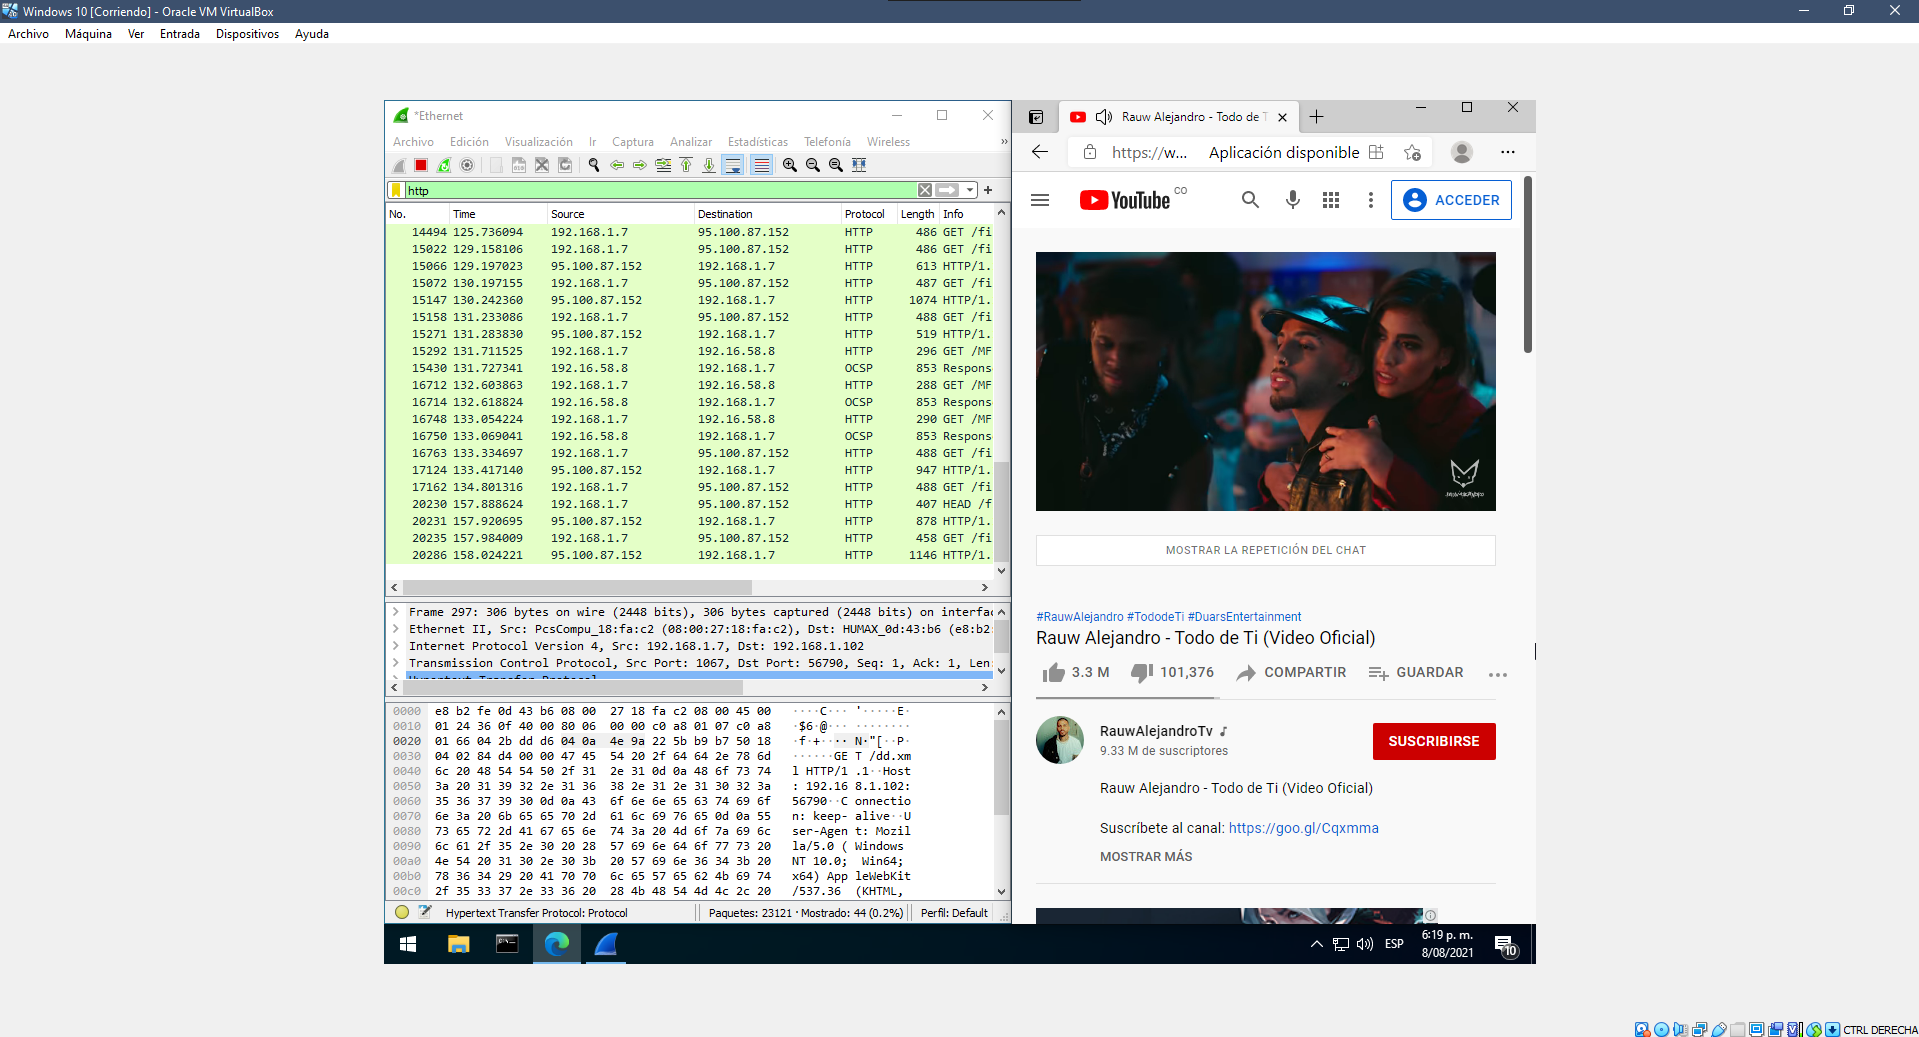 Windows 10 [Corriendo] - Oracle VM VirtualBox
Archivo Máquina Ver Entrada Dispositivos Ayuda
*Ethernet
Archivo Edición Visualización Ir Captura Analizar Estadísticas Telefonía Wireless »
http
No. Time Source Destination Protocol Length Info
14494 125.736094 192.168.1.7 95.100.87.152 HTTP 486 GET /fi
15022 129.158106 192.168.1.7 95.100.87.152 HTTP 486 GET /fi
15066 129.197023 95.100.87.152 192.168.1.7 HTTP 613 HTTP/1.
15072 130.197155 192.168.1.7 95.100.87.152 HTTP 487 GET /fi
15147 130.242360 95.100.87.152 192.168.1.7 HTTP 1074 HTTP/1.
15158 131.233086 192.168.1.7 95.100.87.152 HTTP 488 GET /fi
15271 131.283830 95.100.87.152 192.168.1.7 HTTP 519 HTTP/1.
15292 131.711525 192.168.1.7 192.16.58.8 HTTP 296 GET /MF
15430 131.727341 192.16.58.8 192.168.1.7 OCSP 853 Respons
16712 132.603863 192.168.1.7 192.16.58.8 HTTP 288 GET /MF
16714 132.618824 192.16.58.8 192.168.1.7 OCSP 853 Respons
16748 133.054224 192.168.1.7 192.16.58.8 HTTP 290 GET /MF
16750 133.069041 192.16.58.8 192.168.1.7 OCSP 853 Respons
16763 133.334697 192.168.1.7 95.100.87.152 HTTP 488 GET /fi
17124 133.417140 95.100.87.152 192.168.1.7 HTTP 947 HTTP/1.
17162 134.801316 192.168.1.7 95.100.87.152 HTTP 488 GET /fi
20230 157.888624 192.168.1.7 95.100.87.152 HTTP 407 HEAD /f
20231 157.920695 95.100.87.152 192.168.1.7 HTTP 878 HTTP/1.
20235 157.984009 192.168.1.7 95.100.87.152 HTTP 458 GET /fi
20286 158.024221 95.100.87.152 192.168.1.7 HTTP 1146 HTTP/1.
Frame 297: 306 bytes on wire (2448 bits), 306 bytes captured (2448 bits) on interfac
Ethernet II, Src: PcsCompu_18:fa:c2 (08:00:27:18:fa:c2), Dst: HUMAX_0d:43:b6 (e8:b2:
Internet Protocol Version 4, Src: 192.168.1.7, Dst: 192.168.1.102
Transmission Control Protocol, Src Port: 1067, Dst Port: 56790, Seq: 1, Ack: 1, Len:
Hypertext Transfer Protocol
0000 e8 b2 fe 0d 43 b6 08 00 27 18 fa c2 08 00 45 00 ····C··· '·····E·
0010 01 24 36 0f 40 00 80 06 00 00 c0 a8 01 07 c0 a8 ·$6·@··· ········
0020 01 66 04 2b dd d6 04 0a 4e 9a 22 5b b9 b7 50 18 ·f·+···· N·"[··P·
0030 04 02 84 d4 00 00 47 45 54 20 2f 64 64 2e 78 6d ······GE T /dd.xm
0040 6c 20 48 54 54 50 2f 31 2e 31 0d 0a 48 6f 73 74 l HTTP/1 .1··Host
0050 3a 20 31 39 32 2e 31 36 38 2e 31 2e 31 30 32 3a : 192.16 8.1.102:
0060 35 36 37 39 30 0d 0a 43 6f 6e 6e 65 63 74 69 6f 56790··C onnectio
0070 6e 3a 20 6b 65 65 70 2d 61 6c 69 76 65 0d 0a 55 n: keep- alive··U
0080 73 65 72 2d 41 67 65 6e 74 3a 20 4d 6f 7a 69 6c ser-Agen t: Mozil
0090 6c 61 2f 35 2e 30 20 28 57 69 6e 64 6f 77 73 20 la/5.0 ( Windows
00a0 4e 54 20 31 30 2e 30 3b 20 57 69 6e 36 34 3b 20 NT 10.0; Win64;
00b0 78 36 34 29 20 41 70 70 6c 65 57 65 62 4b 69 74 x64) App leWebKit
00c0 2f 35 33 37 2e 33 36 20 28 4b 48 54 4d 4c 2c 20 /537.36 (KHTML,
Hypertext Transfer Protocol: Protocol Paquetes: 23121 · Mostrado: 44 (0.2%) Perfil: Default
Rauw Alejandro - Todo de T
https://w... Aplicación disponible
YouTube CO
ACCEDER
MOSTRAR LA REPETICIÓN DEL CHAT
#RauwAlejandro #TododeTi #DuarsEntertainment
Rauw Alejandro - Todo de Ti (Video Oficial)
3.3 M 101,376 COMPARTIR GUARDAR
RauwAlejandroTv
9.33 M de suscriptores
SUSCRIBIRSE
Rauw Alejandro - Todo de Ti (Video Oficial)
Suscríbete al canal: https://goo.gl/Cqxmma
MOSTRAR MÁS
ESP
6:19 p. m.
8/08/2021
10
CTRL DERECHA